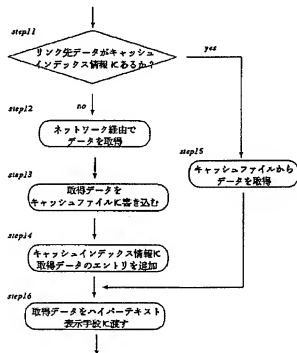 step11
リンク先データがキャッシュ
インデックス情報にあるか?
yes
step12
no
ネットワーク経由で
データを取得
step15
キャッシュファイルから
データを取得
step13
取得データを
キャッシュファイルに書き込む
step14
キャッシュインデックス情報に
取得データのエントリを追加
step16
取得データをハイパーテキスト
表示手段に渡す